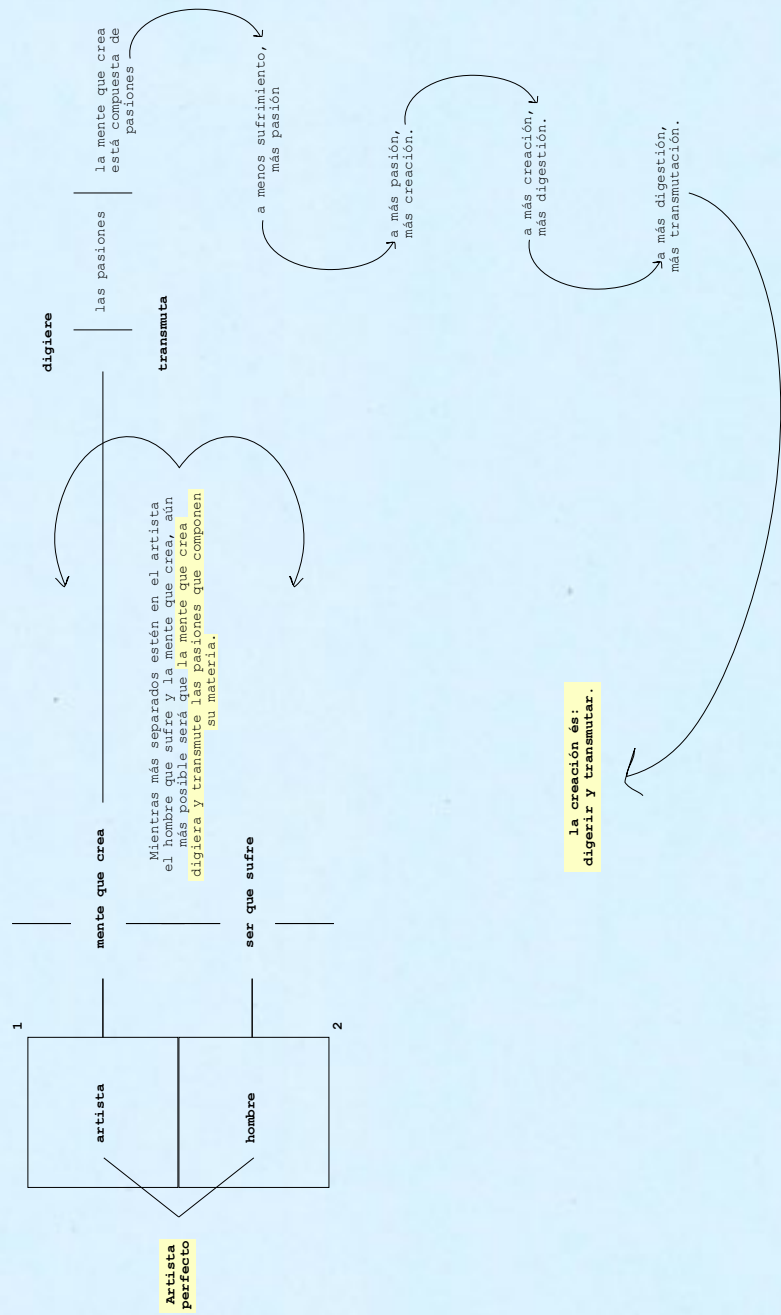 Artista
perfecto
1
artista
hombre
2
mente que crea
ser que sufre
Mientras más separados estén en el artista
el hombre que sufre y la mente que crea, aún
más posible será que la mente que crea
digiera y transmute las pasiones que componen
su materia.
digiere
transmuta
las pasiones
la mente que crea
está compuesta de
pasiones
a menos sufrimiento,
más pasión
a más pasión,
más creación.
a más creación,
más digestión.
a más digestión,
más transmutación.
la creación és:
digerir y transmutar.